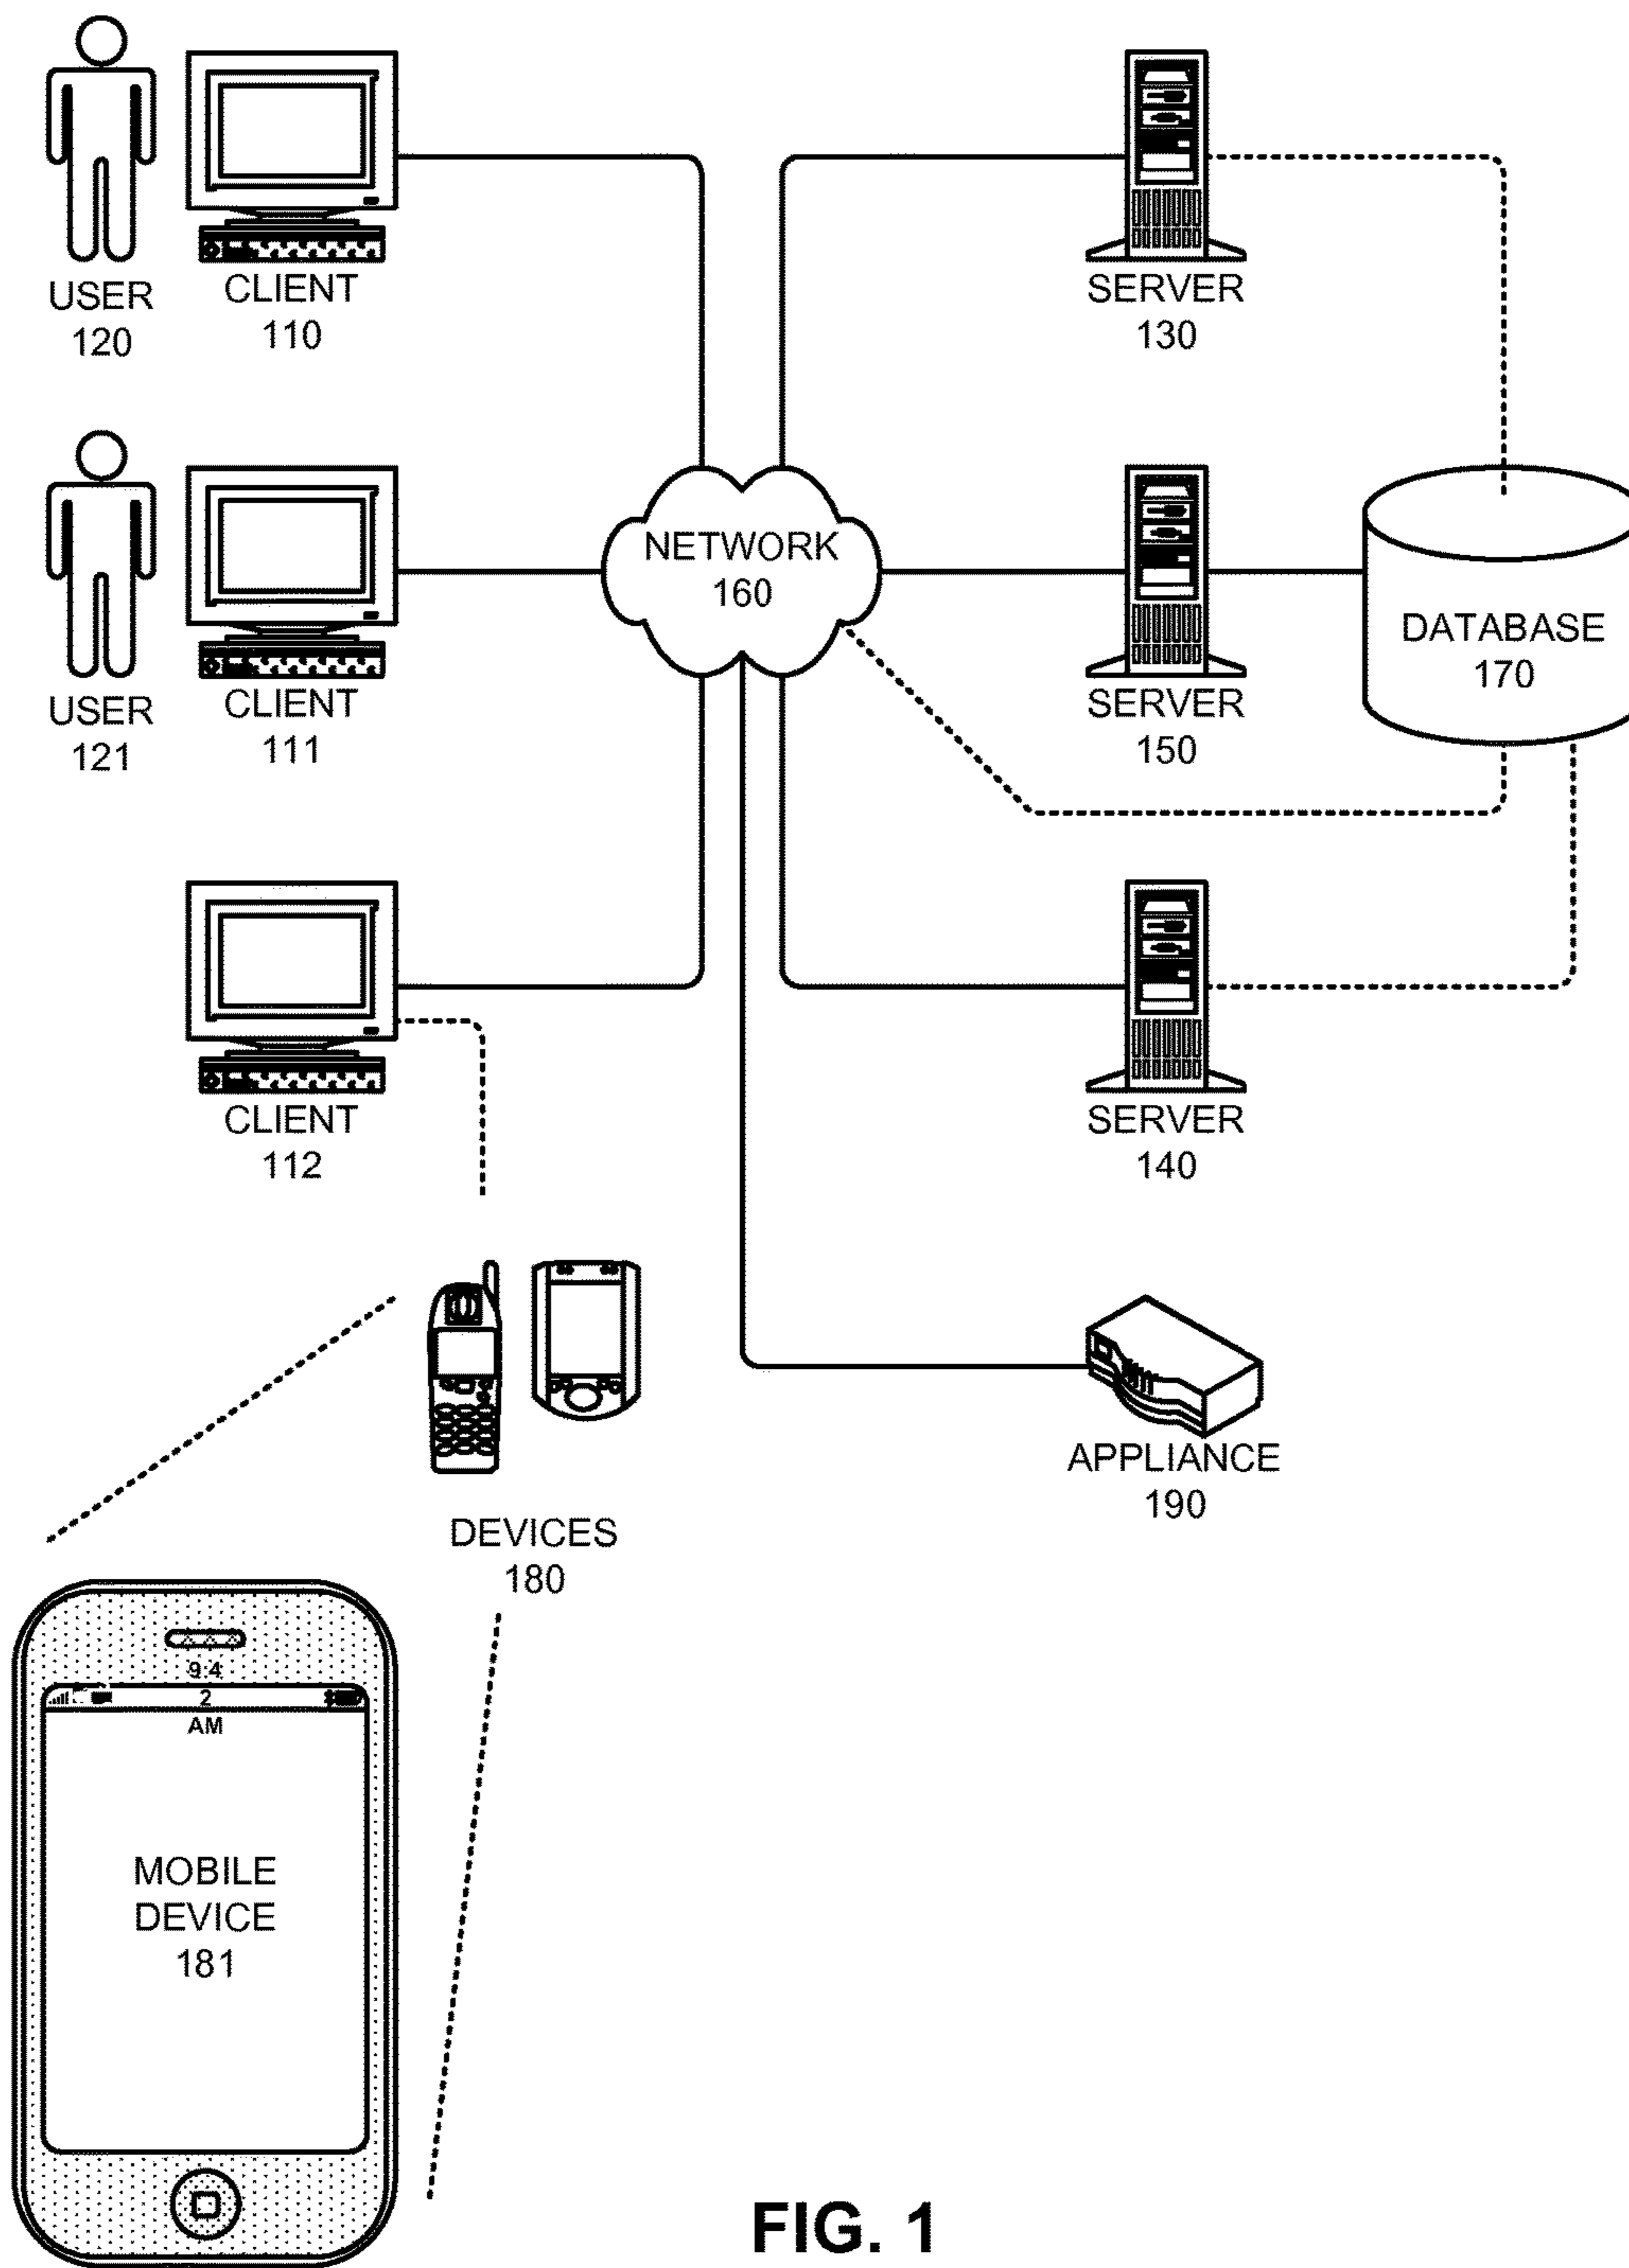 USER
120
CLIENT
110
SERVER
130
USER
121
CLIENT
111
NETWORK
160
SERVER
150
DATABASE
170
CLIENT
112
SERVER
140
DEVICES
180
APPLIANCE
190
9:4
2
AM
MOBILE
DEVICE
181
FIG. 1